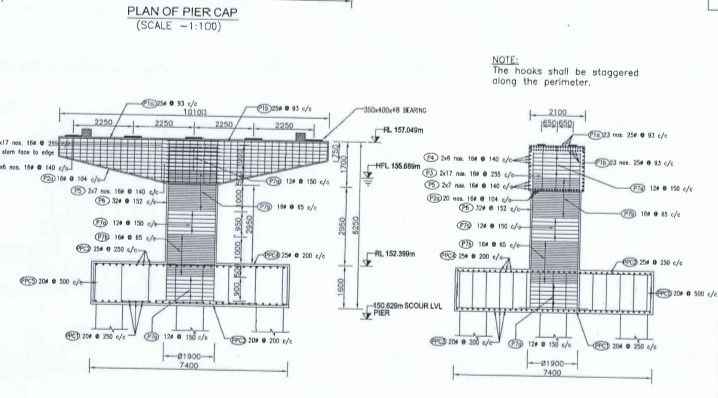 PLAN OF PIER CAP
(SCALE -1:100)
NOTE:
The hooks shall be staggered
along the perimeter.
P1a 25# @ 93 c/c
P1b 25# @ 93 c/c
10100
2250 2250 2250 2250
350x400x48 BEARING
RL 157.049m
HFL 155.689m
x17 nos. 16# @ 255 c/c
stem face to edge
x6 nos. 16# @ 140 c/c
P2a 16# @ 104 c/c
P5 2x7 nos. 16# @ 140 c/c
P6 32# @ 152 c/c
P7a 12# @ 150 c/c
P7b 16# @ 65 c/c
P7a 12# @ 150 c/c
P7b 16# @ 65 c/c
PPC2 25# @ 250 c/c
PPC4 25# @ 200 c/c
PPC5 20# @ 500 c/c
PPC1 20# @ 250 c/c
P7a 12# @ 150 c/c
PPC3 20# @ 200 c/c
750
1700
2950
2950
6250
1600
1000
950
1000
500
900
RL 152.399m
150.629m SCOUR LVL
PIER
Ø1900
7400
2100
650 650
P1a 23 nos. 25# @ 93 c/c
P1b 23 nos. 25# @ 93 c/c
P4 2x6 nos. 16# @ 140 c/c
P3 2x17 nos. 16# @ 255 c/c
P5 2x7 nos. 16# @ 140 c/c
P2a 20 nos. 16# @ 104 c/c
P6 32# @ 152 c/c
P7a 12# @ 150 c/c
P7b 16# @ 65 c/c
P7a 12# @ 150 c/c
P7b 16# @ 65 c/c
PPC4
25# @ 200 c/c
PPC2 25# @ 250 c/c
PPC5
20# @ 500 c/c
PPC3 20# @ 200 c/c
P7a 12# @ 150 c/c
PPC1 20# @ 250 c/c
Ø1900
7400